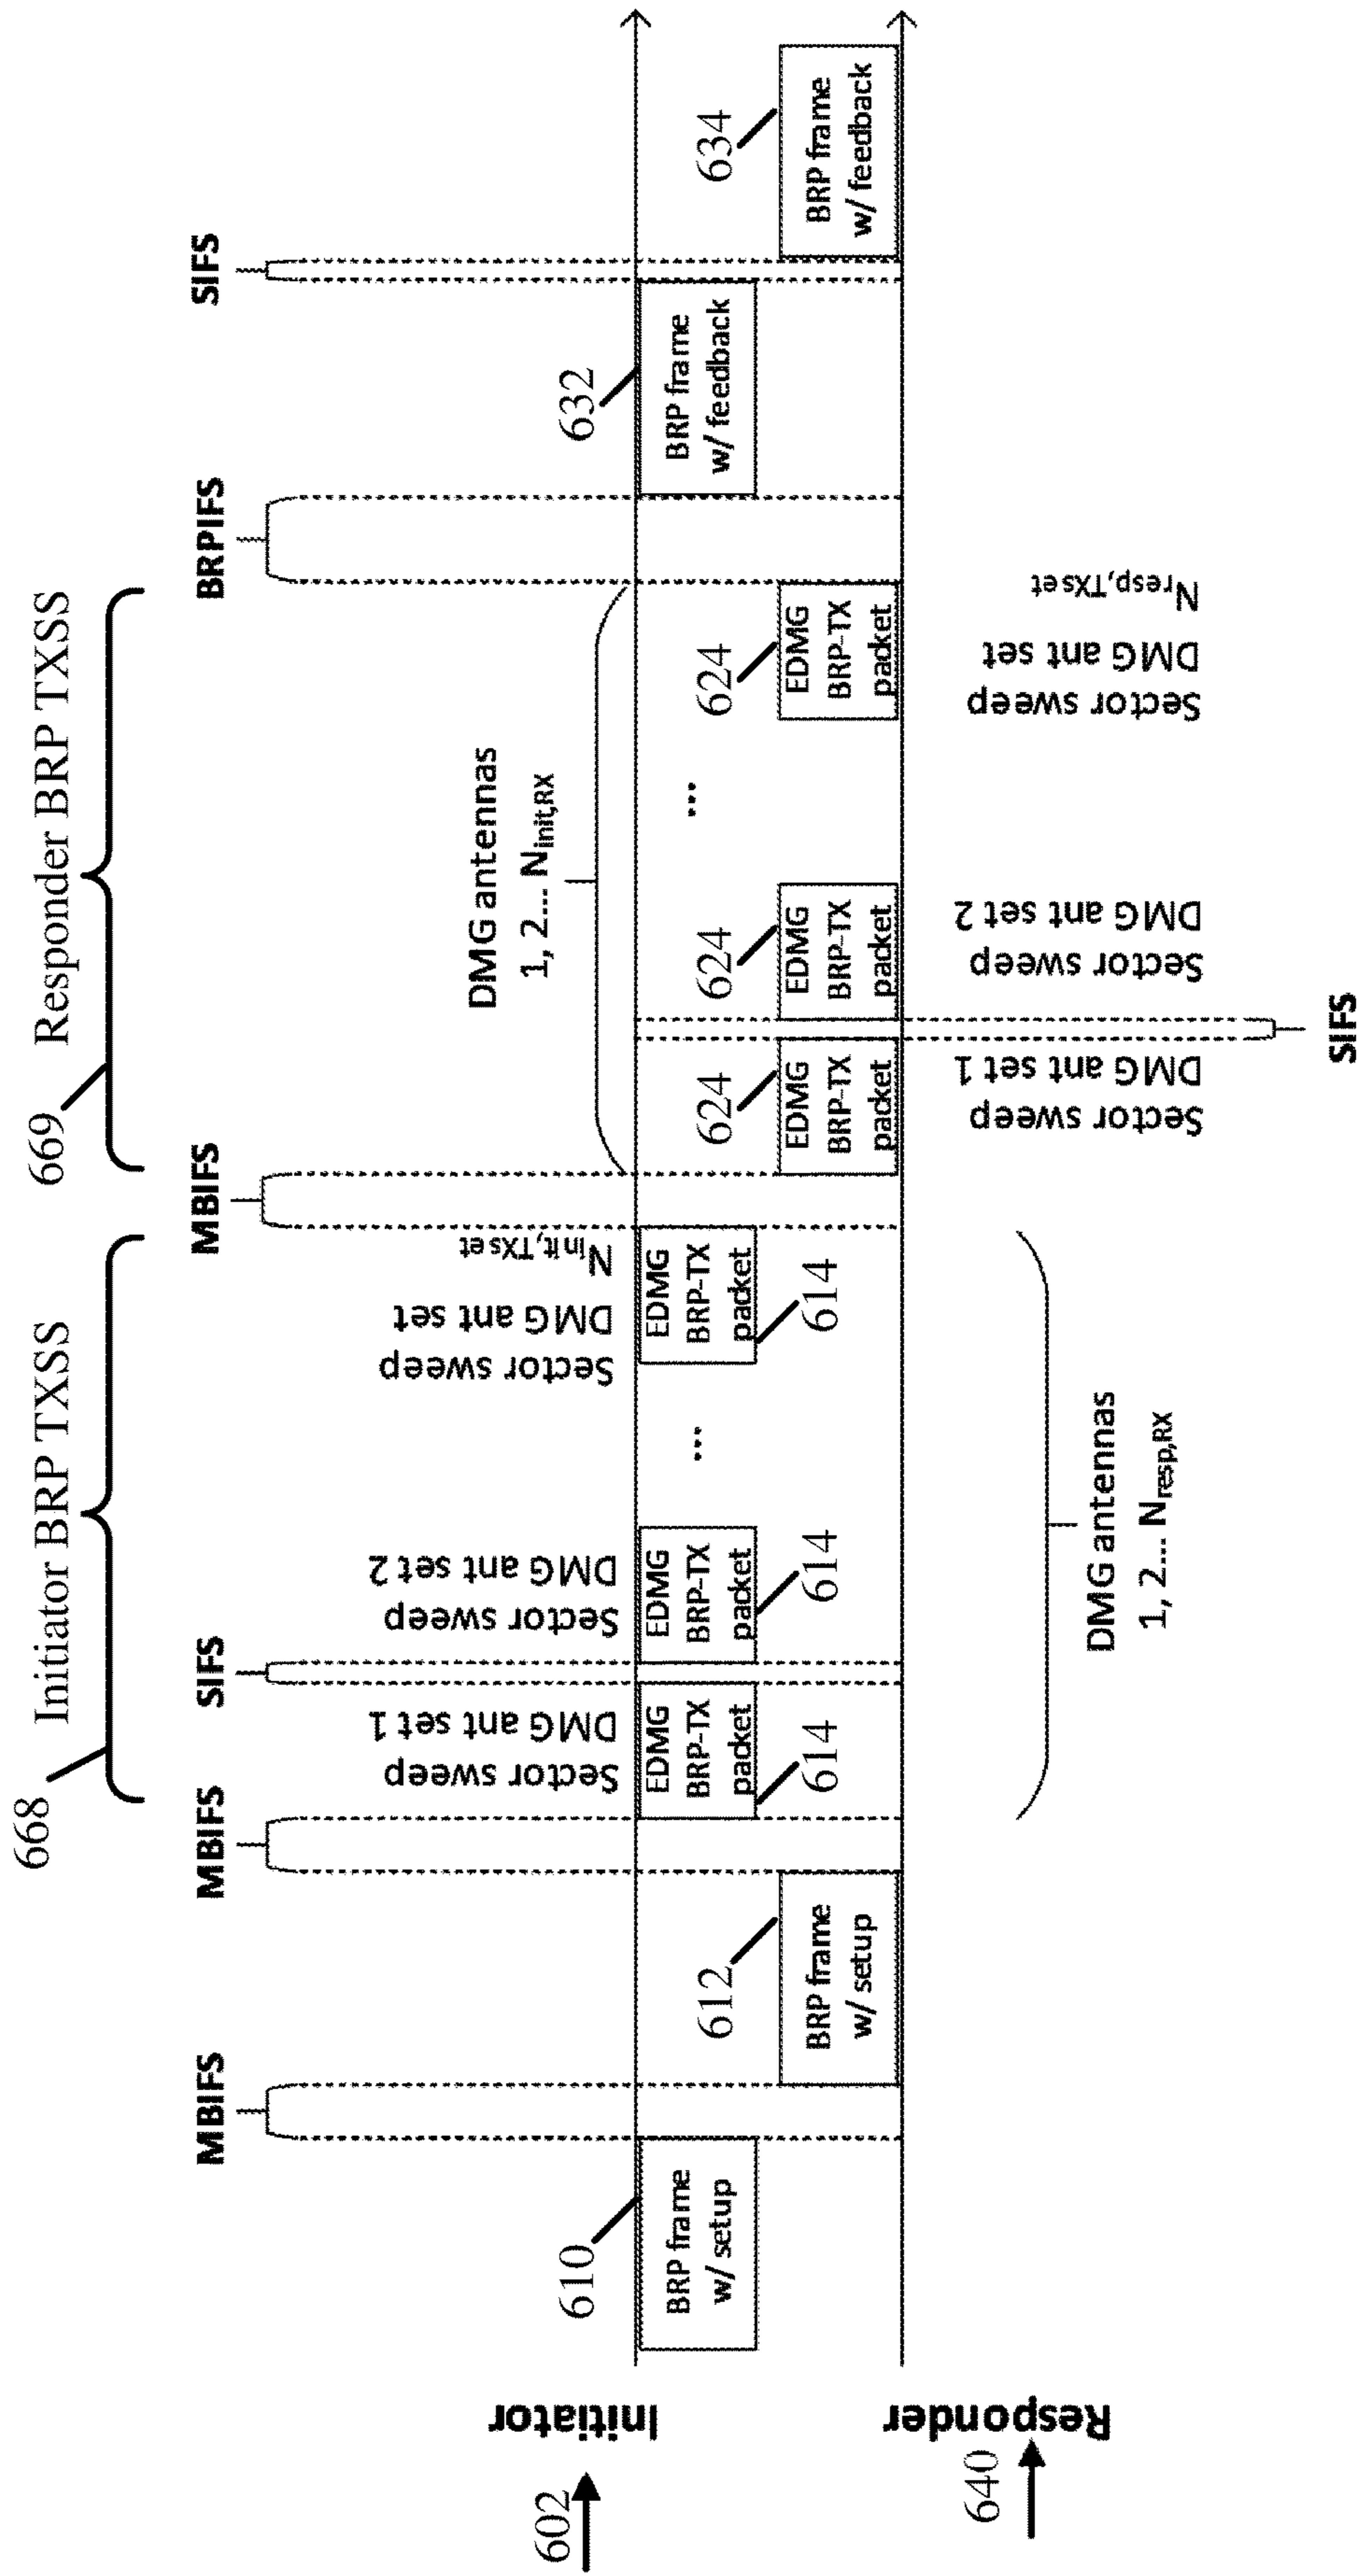 668
Initiator BRP TXSS
669
Responder BRP TXSS
MBIFS
MBIFS
SIFS
MBIFS
BRPIFS
SIFS
602
Initiator
610
BRP frame
w/ setup
Sector sweep
DMG ant set 1
EDMG
BRP-TX
packet
614
Sector sweep
DMG ant set 2
EDMG
BRP-TX
packet
614
...
Sector sweep
DMG ant set
Ninit,TXset
EDMG
BRP-TX
packet
614
DMG antennas
1, 2... Ninit,RX
632
BRP frame
w/ feedback
640
Responder
612
BRP frame
w/ setup
DMG antennas
1, 2... Nresp,RX
624
EDMG
BRP-TX
packet
Sector sweep
DMG ant set 1
SIFS
624
EDMG
BRP-TX
packet
Sector sweep
DMG ant set 2
...
624
EDMG
BRP-TX
packet
Sector sweep
DMG ant set
Nresp,TXset
634
BRP frame
w/ feedback